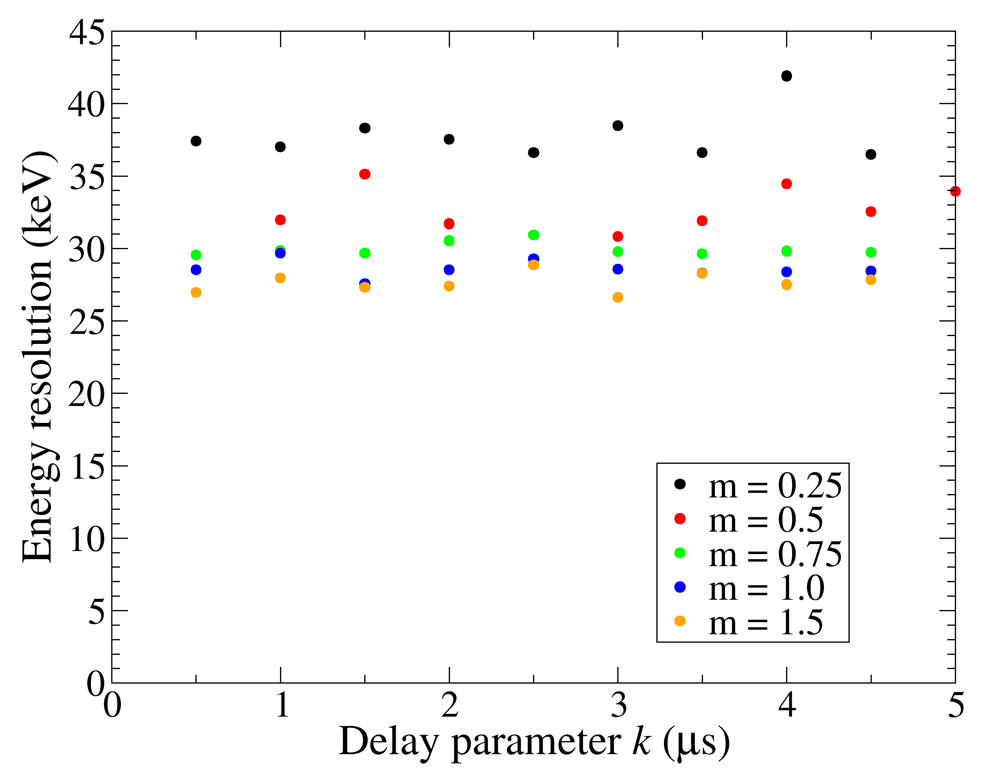 45
40
35
30
25
20
15
10
5
0
Energy resolution (keV)
m = 0.25
m = 0.5
m = 0.75
m = 1.0
m = 1.5
0 1 2 3 4 5
Delay parameter k (μs)